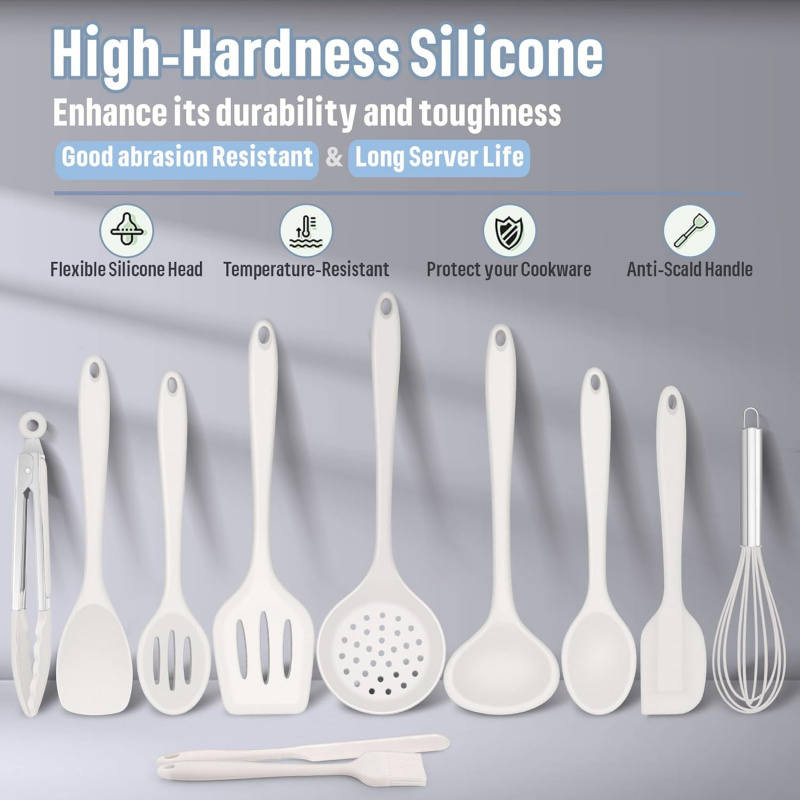 High-Hardness Silicone
Enhance its durability and toughness
Good abrasion Resistant & Long Server Life
Flexible Silicone Head Temperature-Resistant Protect your Cookware Anti-Scald Handle